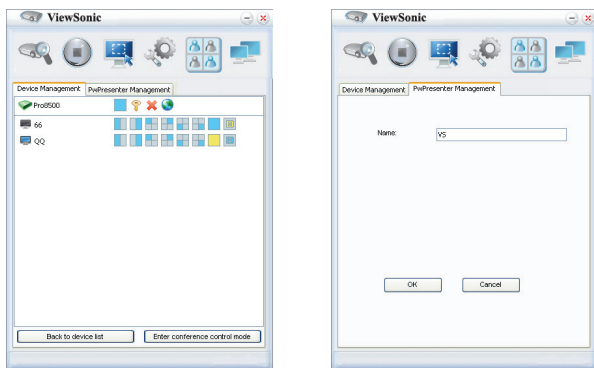 ViewSonic
Device Management PwPresenter Management
Pro8500
66
QQ
Back to device list Enter conference control mode
ViewSonic
Device Management PwPresenter Management
Name: VS
OK Cancel